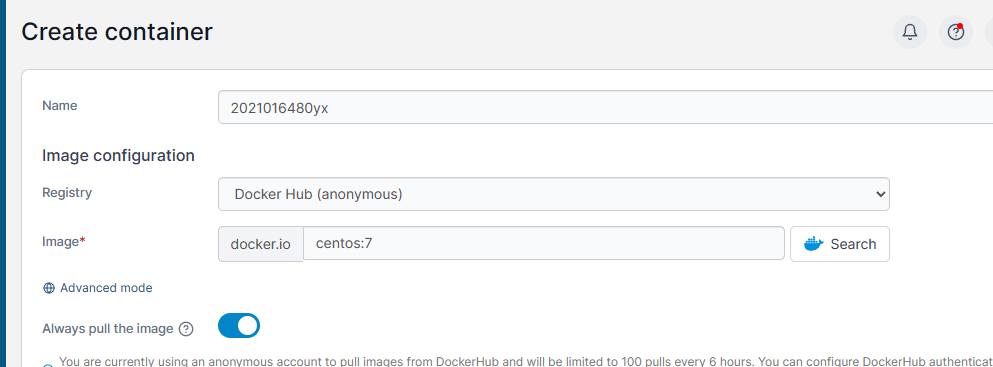 Create container
Name
2021016480yx
Image configuration
Registry
Docker Hub (anonymous)
Image*
docker.io
centos:7
Search
Advanced mode
Always pull the image
You are currently using an anonymous account to pull images from DockerHub and will be limited to 100 pulls every 6 hours. You can configure DockerHub authenticat